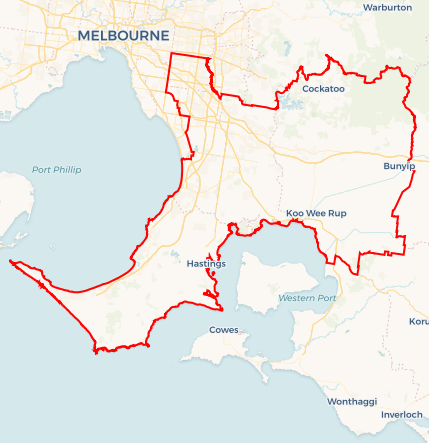 Warburton
MELBOURNE
Cockatoo
Port Phillip
Bunyip
Koo Wee Rup
Hastings
Western Port
Cowes
Koru
Wonthaggi
Inverloch